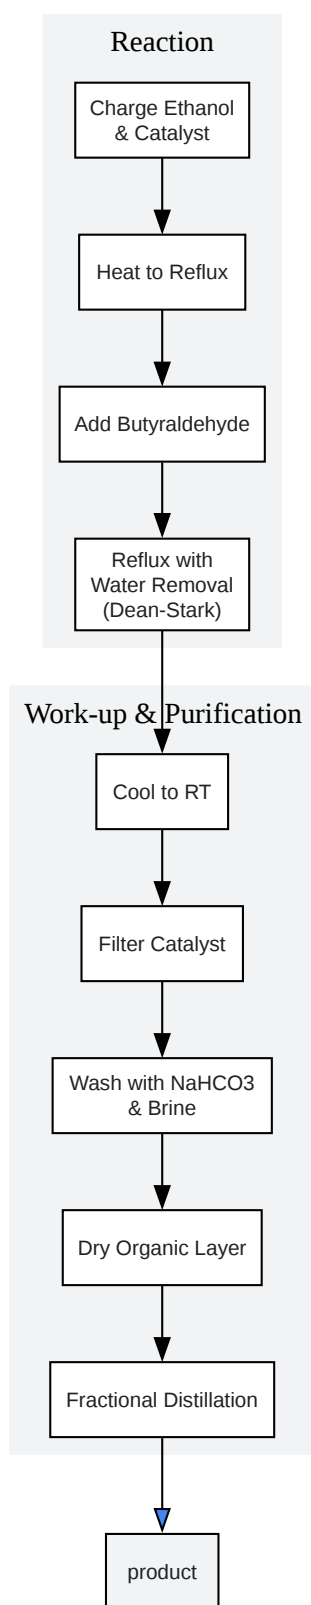 Reaction
Charge Ethanol
& Catalyst
Heat to Reflux
Add Butyraldehyde
Reflux with
Water Removal
(Dean-Stark)
Work-up & Purification
Cool to RT
Filter Catalyst
Wash with NaHCO3
& Brine
Dry Organic Layer
Fractional Distillation
product